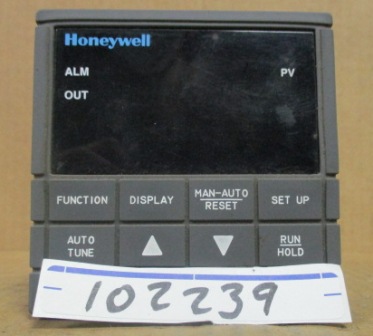 Honeywell
ALM PV
OUT
FUNCTION DISPLAY MAN-AUTO RESET SET UP
AUTO TUNE RUN HOLD
102239